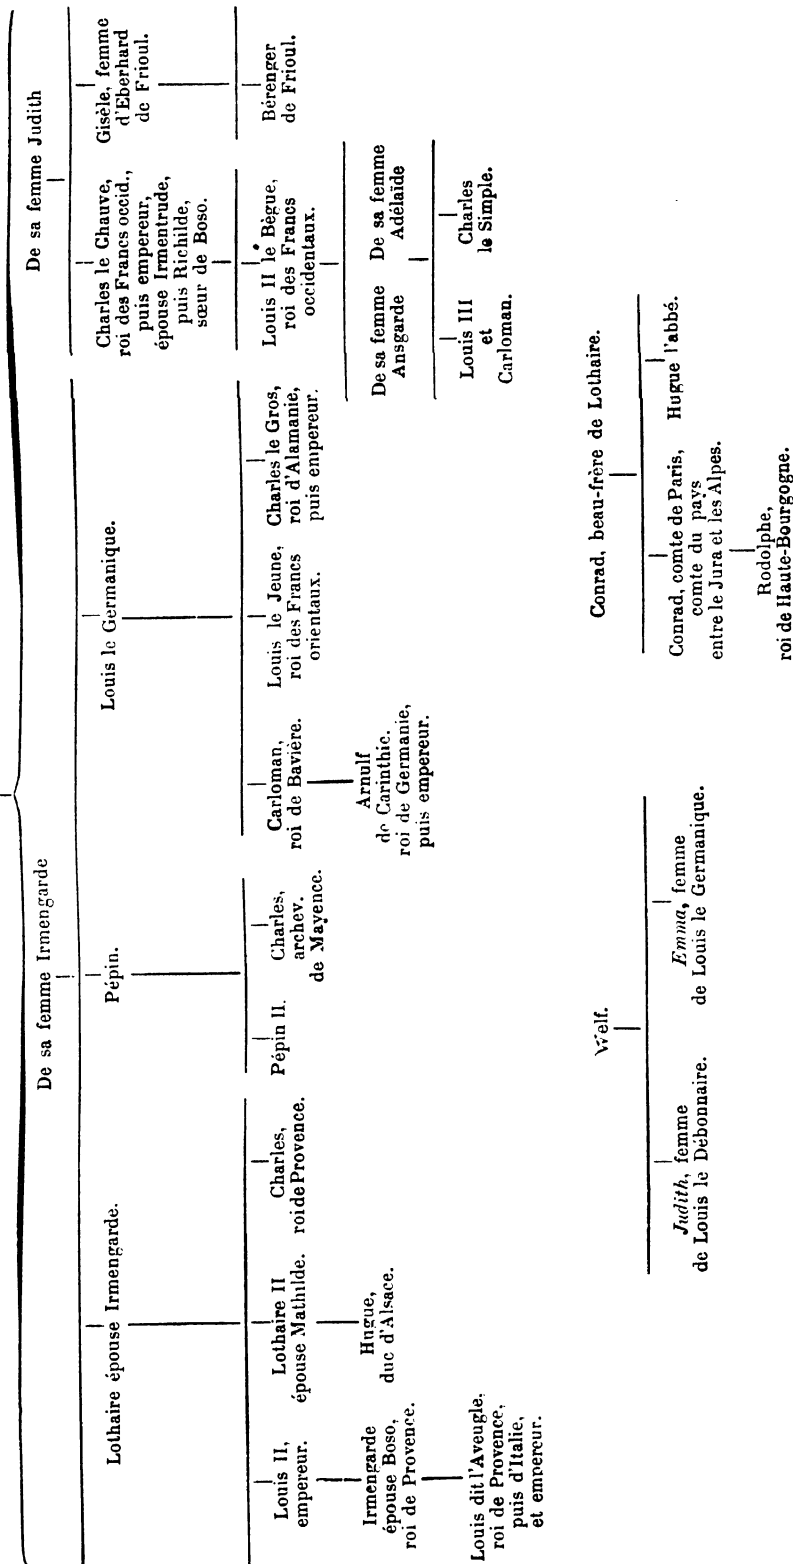 De sa femme Irmengarde
De sa femme Judith
Lothaire épouse Irmengarde.
Pépin.
Louis le Germanique.
Charles le Chauve,
roi des Francs occid.,
puis empereur,
épouse Irmentrude,
puis Richilde,
sœur de Boso.
Gisèle, femme
d'Eberhard
de Frioul.
Louis II,
empereur.
Lothaire II
épouse Mathilde.
Charles,
roi de Provence.
Pépin II.
Charles,
archev.
de Mayence.
Carloman,
roi de Bavière.
Louis le Jeune,
roi des Francs
orientaux.
Charles le Gros,
roi d'Alamanie,
puis empereur.
Louis II le Bègue,
roi des Francs
occidentaux.
Bérenger
de Frioul.
Irmengarde
épouse Boso,
roi de Provence.
Hugue,
duc d'Alsace.
Arnulf
de Carinthie.
roi de Germanie,
puis empereur.
De sa femme
Ansgarde
De sa femme
Adélaïde
Louis dit l'Aveugle,
roi de Provence,
puis d'Italie,
et empereur.
Louis III
et
Carloman.
Charles
le Simple.
Welf.
Conrad, beau-frère de Lothaire.
Judith, femme
de Louis le Débonnaire.
Emma, femme
de Louis le Germanique.
Conrad, comte de Paris,
comte du pays
entre le Jura et les Alpes.
Hugue l'abbé.
Rodolphe,
roi de Haute-Bourgogne.